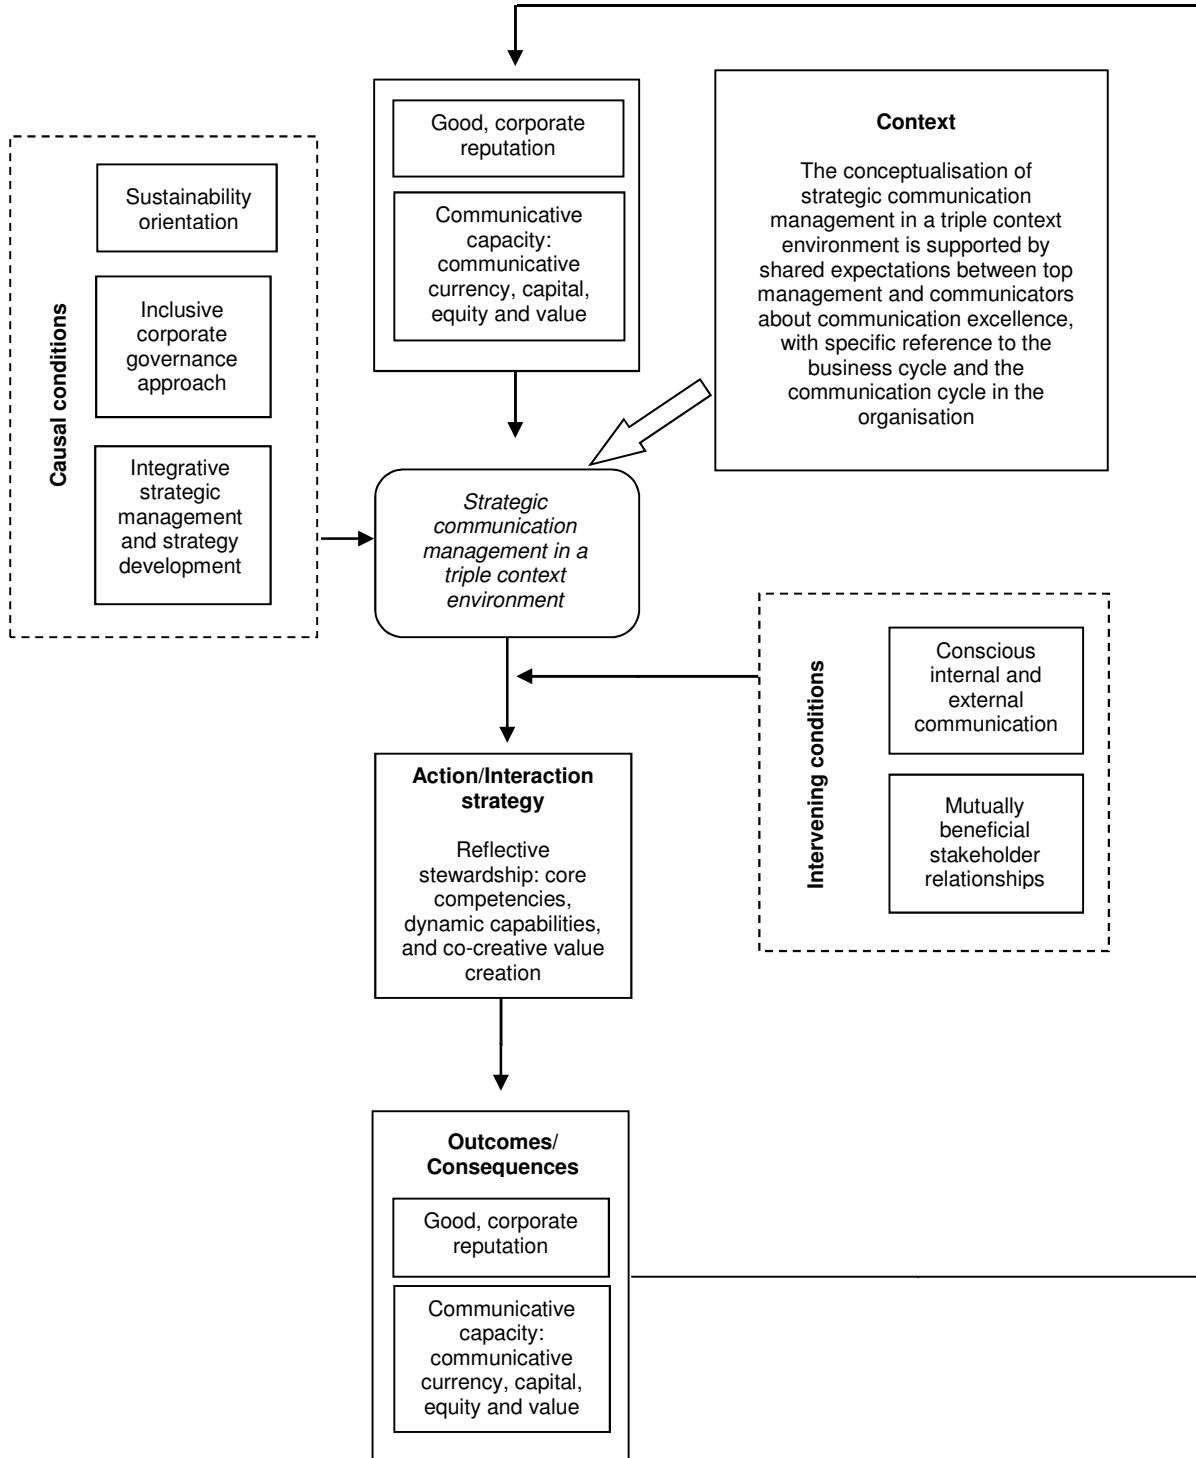 Good, corporate
reputation
Communicative
capacity:
communicative
currency, capital,
equity and value
Context
The conceptualisation of
strategic communication
management in a triple context
environment is supported by
shared expectations between top
management and communicators
about communication excellence,
with specific reference to the
business cycle and the
communication cycle in the
organisation
Causal conditions
Sustainability
orientation
Inclusive
corporate
governance
approach
Integrative
strategic
management
and strategy
development
Strategic
communication
management in a
triple context
environment
Intervening conditions
Conscious
internal and
external
communication
Mutually
beneficial
stakeholder
relationships
Action/Interaction
strategy
Reflective
stewardship: core
competencies,
dynamic capabilities,
and co-creative value
creation
Outcomes/
Consequences
Good, corporate
reputation
Communicative
capacity:
communicative
currency, capital,
equity and value